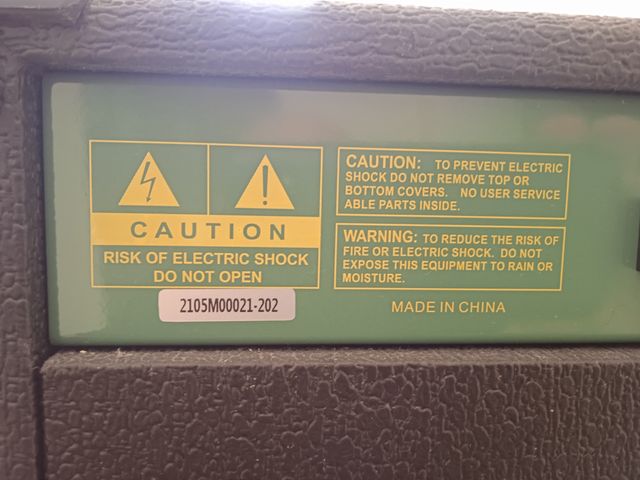 CAUTION
RISK OF ELECTRIC SHOCK
DO NOT OPEN
2105M00021-202
CAUTION: TO PREVENT ELECTRIC
SHOCK DO NOT REMOVE TOP OR
BOTTOM COVERS. NO USER SERVICE
ABLE PARTS INSIDE.
WARNING: TO REDUCE THE RISK OF
FIRE OR ELECTRIC SHOCK. DO NOT
EXPOSE THIS EQUIPMENT TO RAIN OR
MOISTURE.
MADE IN CHINA